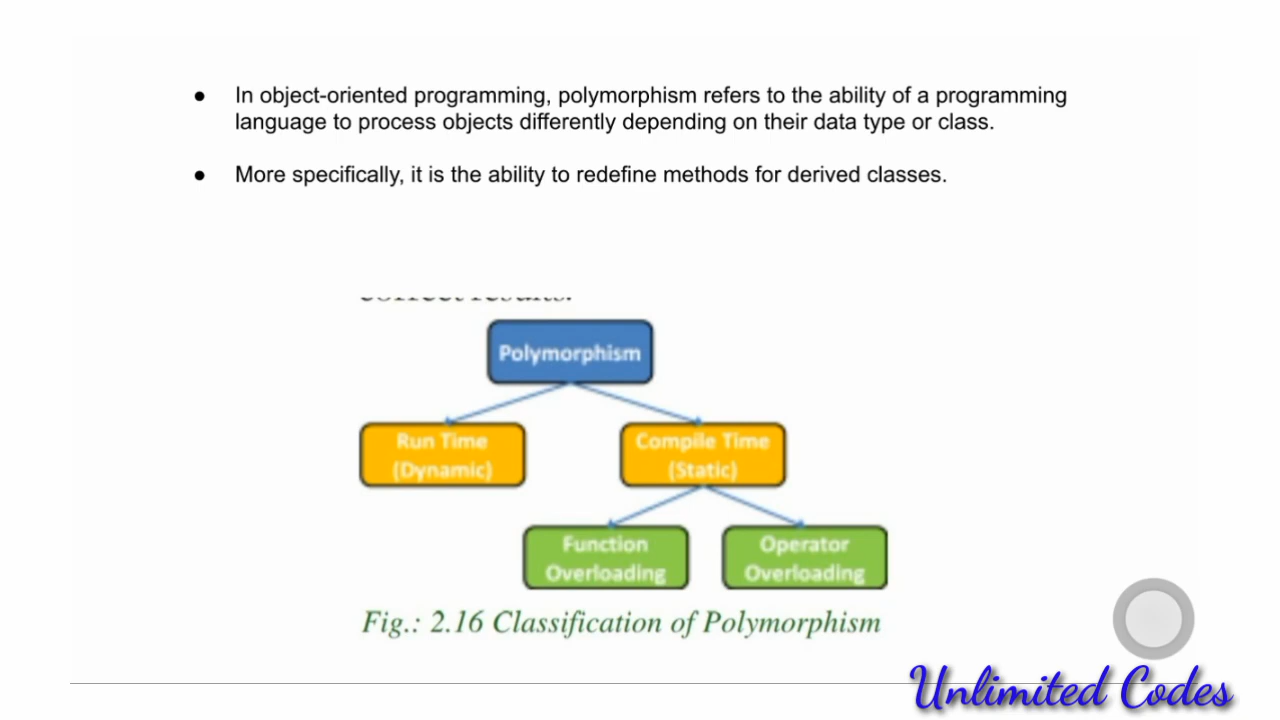 ● In object-oriented programming, polymorphism refers to the ability of a programming
language to process objects differently depending on their data type or class.
● More specifically, it is the ability to redefine methods for derived classes.
correct results.
Polymorphism
Run Time
(Dynamic)
Compile Time
(Static)
Function
Overloading
Operator
Overloading
Fig.: 2.16 Classification of Polymorphism
Unlimited Codes